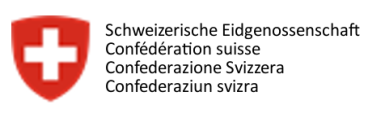 Schweizerische Eidgenossenschaft
Confédération suisse
Confederazione Svizzera
Confederaziun svizra